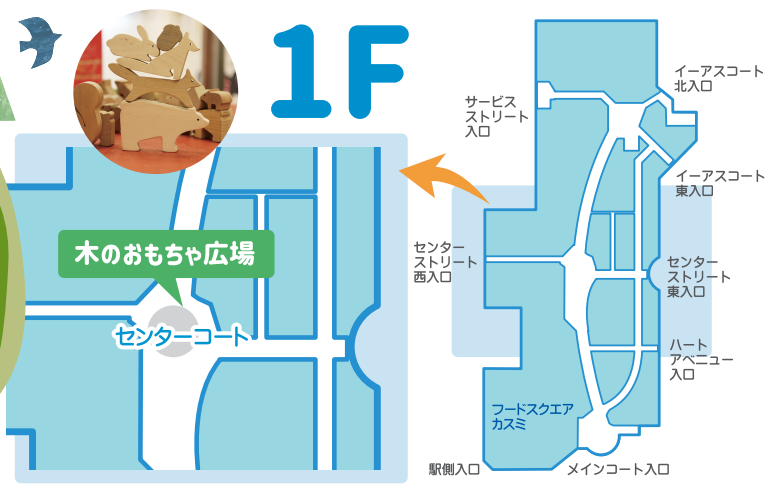 1F
木のおもちゃ広場
センターコート
サービス
ストリート
入口
イーアスコート
北入口
イーアスコート
東入口
センター
ストリート
西入口
センター
ストリート
東入口
ハート
アベニュー
入口
フードスクエア
カスミ
駅側入口
メインコート入口